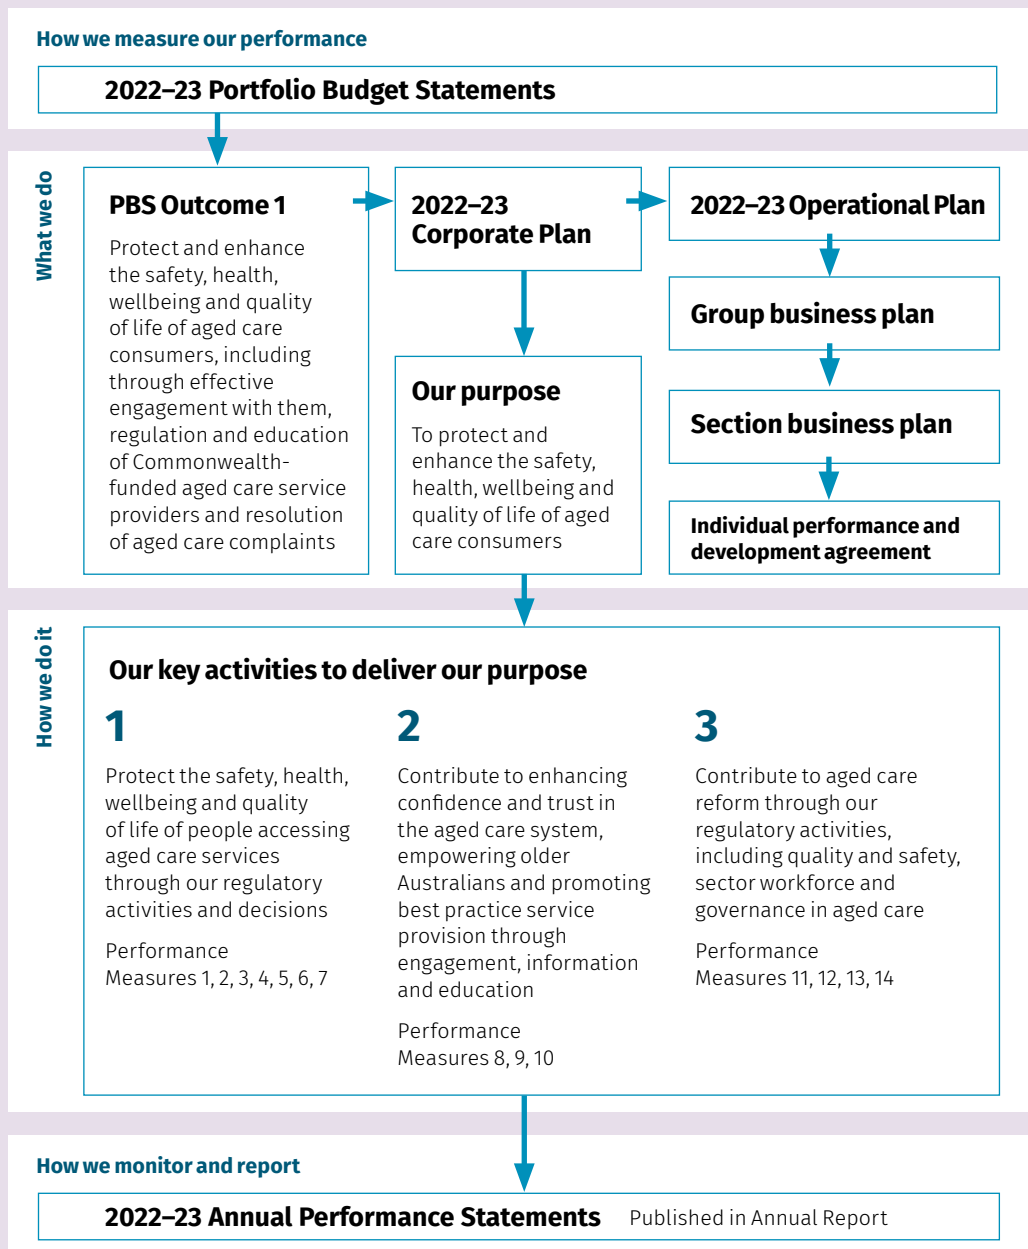 How we measure our performance
2022–23 Portfolio Budget Statements
What we do
PBS Outcome 1
Protect and enhance
the safety, health,
wellbeing and quality
of life of aged care
consumers, including
through effective
engagement with them,
regulation and education
of Commonwealth-
funded aged care service
providers and resolution
of aged care complaints
2022–23
Corporate Plan
Our purpose
To protect and
enhance the safety,
health, wellbeing and
quality of life of aged
care consumers
2022–23 Operational Plan
Group business plan
Section business plan
Individual performance and
development agreement
How we do it
Our key activities to deliver our purpose
1
Protect the safety, health,
wellbeing and quality
of life of people accessing
aged care services
through our regulatory
activities and decisions
Performance
Measures 1, 2, 3, 4, 5, 6, 7
2
Contribute to enhancing
confidence and trust in
the aged care system,
empowering older
Australians and promoting
best practice service
provision through
engagement, information
and education
Performance
Measures 8, 9, 10
3
Contribute to aged care
reform through our
regulatory activities,
including quality and safety,
sector workforce and
governance in aged care
Performance
Measures 11, 12, 13, 14
How we monitor and report
2022–23 Annual Performance Statements Published in Annual Report